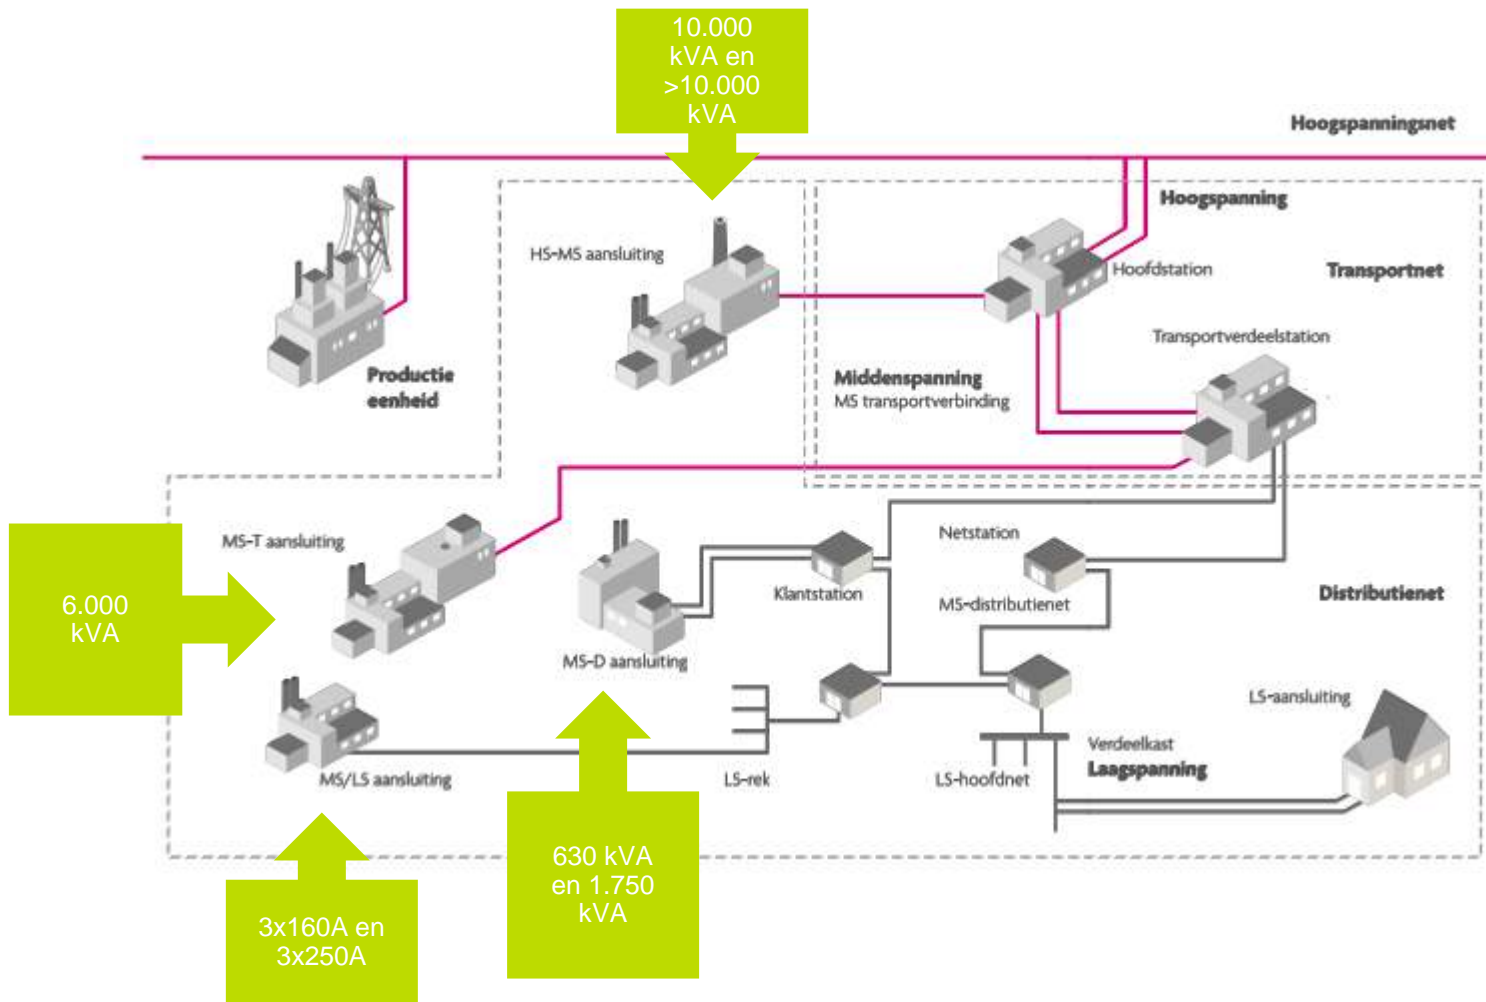 10.000
kVA en
>10.000
kVA
Hoogspanningsnet
Hoogspanning
HS-MS aansluiting
Hoofdstation
Transportnet
Transportverdeelstation
Productie
eenheid
Middenspanning
MS transportverbinding
MS-T aansluiting
Netstation
6.000
kVA
Klantstation
MS-distributienet
Distributienet
MS-D aansluiting
LS-aansluiting
Verdeelkast
MS/LS aansluiting
LS-rek
LS-hoofdnet
Laagspanning
630 kVA
en 1.750
kVA
3x160A en
3x250A